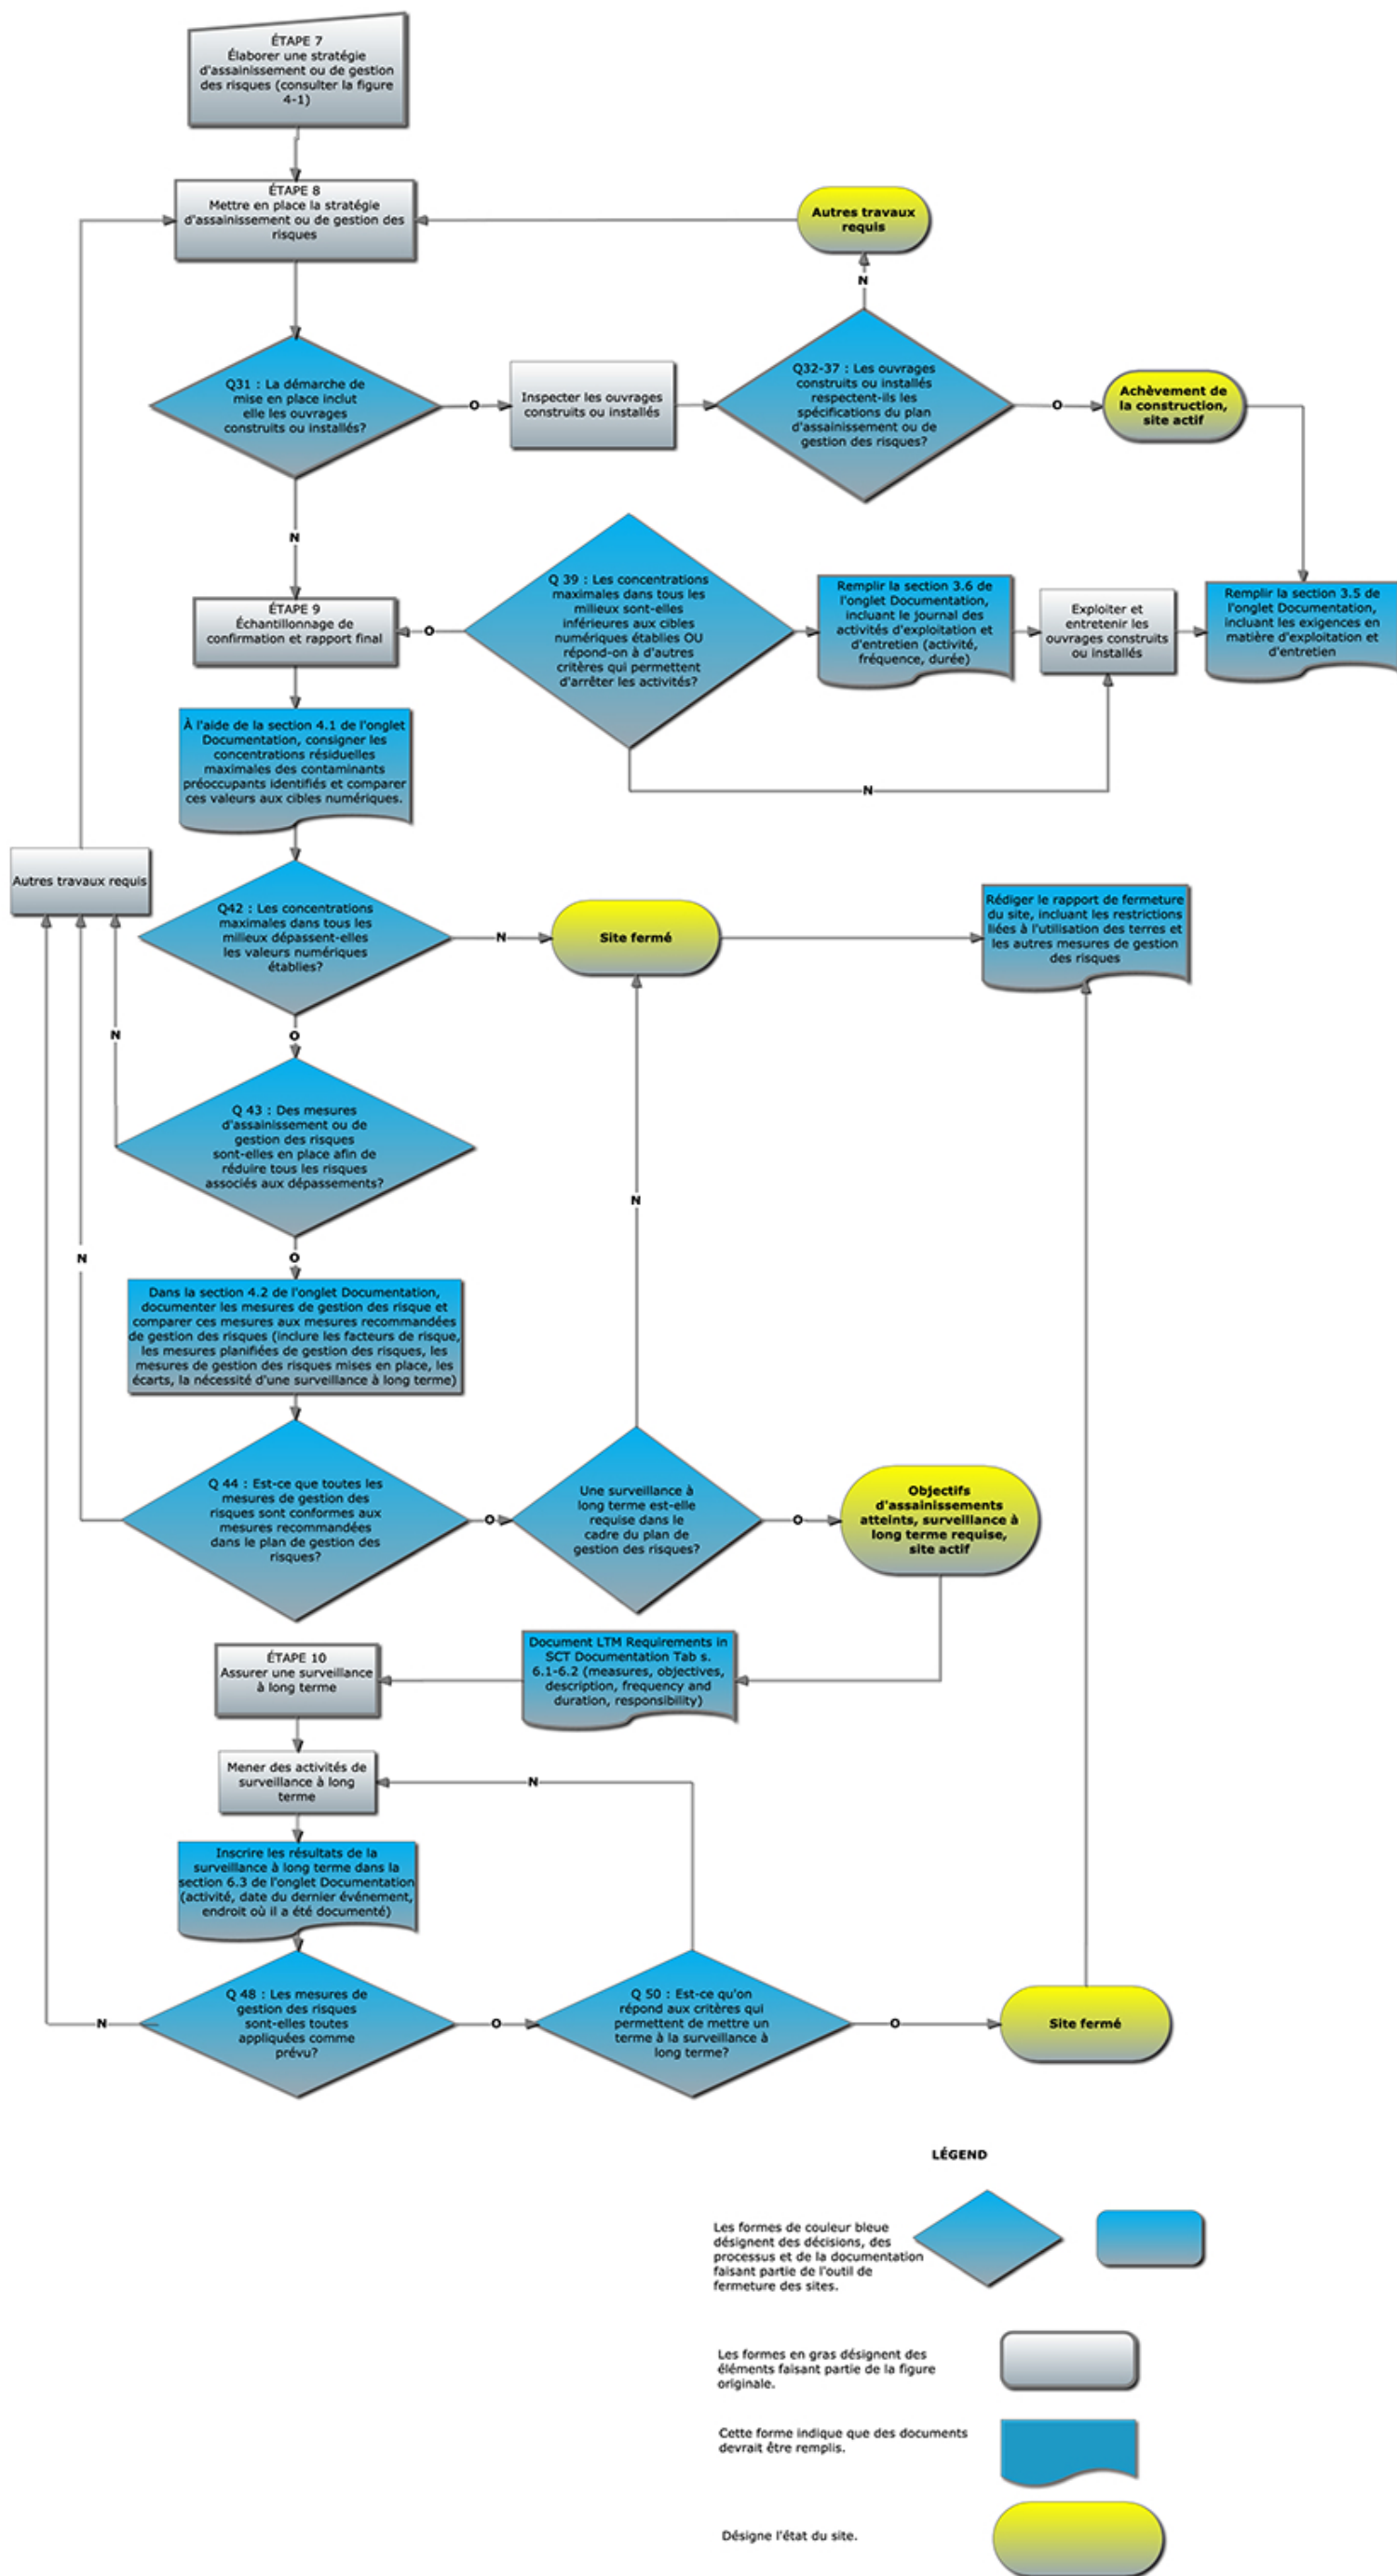 ÉTAPE 7
Élaborer une stratégie
d'assainissement ou de gestion
des risques (consulter la figure
4-1)
ÉTAPE 8
Mettre en place la stratégie
d'assainissement ou de gestion des
risques
Autres travaux
requis
N
Q31 : La démarche de
mise en place inclut
elle les ouvrages
construits ou installés?
O
Inspecter les ouvrages
construits ou installés
Q32-37 : Les ouvrages
construits ou installés
respectent-ils les
spécifications du plan
d'assainissement ou de
gestion des risques?
O
Achèvement de
la construction,
site actif
N
ÉTAPE 9
Échantillonnage de
confirmation et rapport final
O
Q 39 : Les concentrations
maximales dans tous les
milieux sont-elles
inférieures aux cibles
numériques établies OU
répond-on à d'autres
critères qui permettent
d'arrêter les activités?
Remplir la section 3.6 de
l'onglet Documentation,
incluant le journal des
activités d'exploitation et
d'entretien (activité,
fréquence, durée)
Exploiter et
entretenir les
ouvrages construits
ou installés
Remplir la section 3.5 de
l'onglet Documentation,
incluant les exigences en
matière d'exploitation et
d'entretien
N
À l'aide de la section 4.1 de l'onglet
Documentation, consigner les
concentrations résiduelles
maximales des contaminants
préoccupants identifiés et comparer
ces valeurs aux cibles numériques.
Autres travaux requis
Q42 : Les concentrations
maximales dans tous les
milieux dépassent-elles
les valeurs numériques
établies?
N
Site fermé
Rédiger le rapport de fermeture
du site, incluant les restrictions
liées à l'utilisation des terres et
les autres mesures de gestion
des risques
N
O
Q 43 : Des mesures
d'assainissement ou de
gestion des risques
sont-elles en place afin de
réduire tous les risques
associés aux dépassements?
N
O
N
Dans la section 4.2 de l'onglet Documentation,
documenter les mesures de gestion des risque et
comparer ces mesures aux mesures recommandées
de gestion des risques (inclure les facteurs de risque,
les mesures planifiées de gestion des risques, les
mesures de gestion des risques mises en place, les
écarts, la nécessité d'une surveillance à long terme)
Q 44 : Est-ce que toutes les
mesures de gestion des
risques sont conformes aux
mesures recommandées
dans le plan de gestion des
risques?
O
Une surveillance à
long terme est-elle
requise dans le
cadre du plan de
gestion des risques?
O
Objectifs
d'assainissements
atteints, surveillance à
long terme requise,
site actif
ÉTAPE 10
Assurer une surveillance
à long terme
Document LTM Requirements in
SCT Documentation Tab s.
6.1-6.2 (measures, objectives,
description, frequency and
duration, responsibility)
Mener des activités de
surveillance à long
terme
N
Inscrire les résultats de la
surveillance à long terme dans la
section 6.3 de l'onglet Documentation
(activité, date du dernier événement,
endroit où il a été documenté)
N
Q 48 : Les mesures de
gestion des risques
sont-elles toutes
appliquées comme
prévu?
O
Q 50 : Est-ce qu'on
répond aux critères qui
permettent de mettre un
terme à la surveillance à
long terme?
O
Site fermé
LÉGEND
Les formes de couleur bleue
désignent des décisions, des
processus et de la documentation
faisant partie de l'outil de
fermeture des sites.
Les formes en gras désignent des
éléments faisant partie de la figure
originale.
Cette forme indique que des documents
devrait être remplis.
Désigne l'état du site.